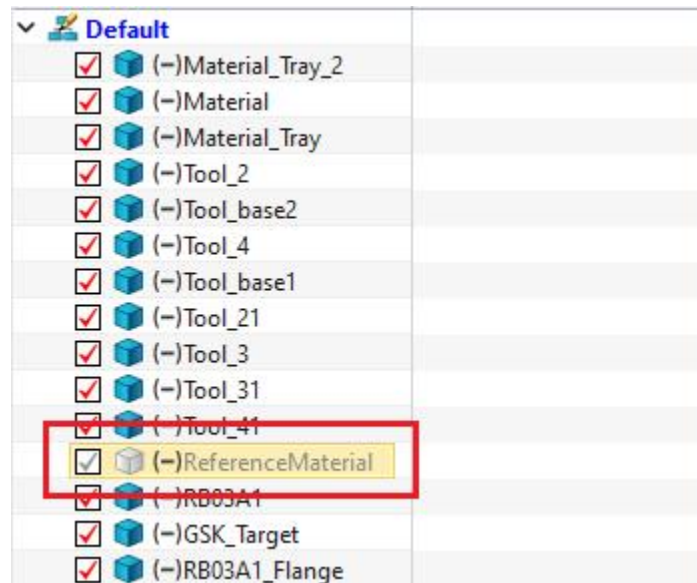 Default
(-)Material_Tray_2
(-)Material
(-)Material_Tray
(-)Tool_2
(-)Tool_base2
(-)Tool_4
(-)Tool_base1
(-)Tool_21
(-)Tool_3
(-)Tool_31
(-)Tool_41
(-)ReferenceMaterial
(-)RB03A1
(-)GSK_Target
(-)RB03A1_Flange